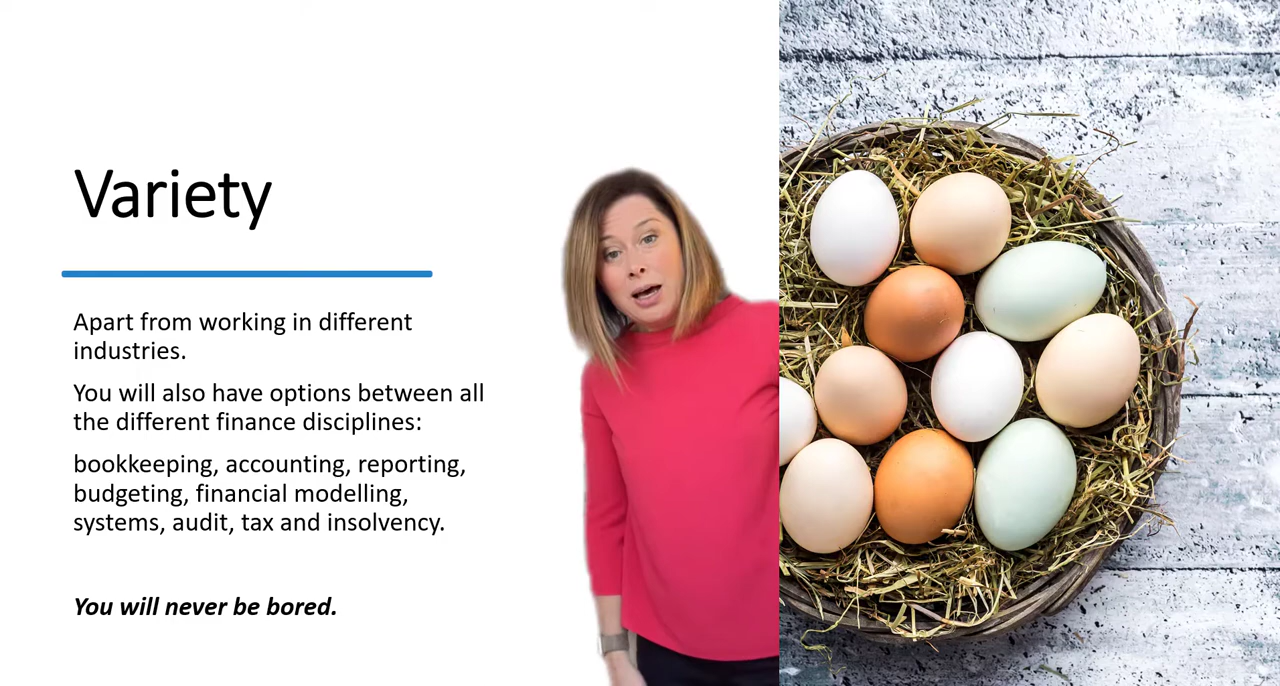 Variety
Apart from working in different
industries.
You will also have options between all
the different finance disciplines:
bookkeeping, accounting, reporting,
budgeting, financial modelling,
systems, audit, tax and insolvency.
You will never be bored.